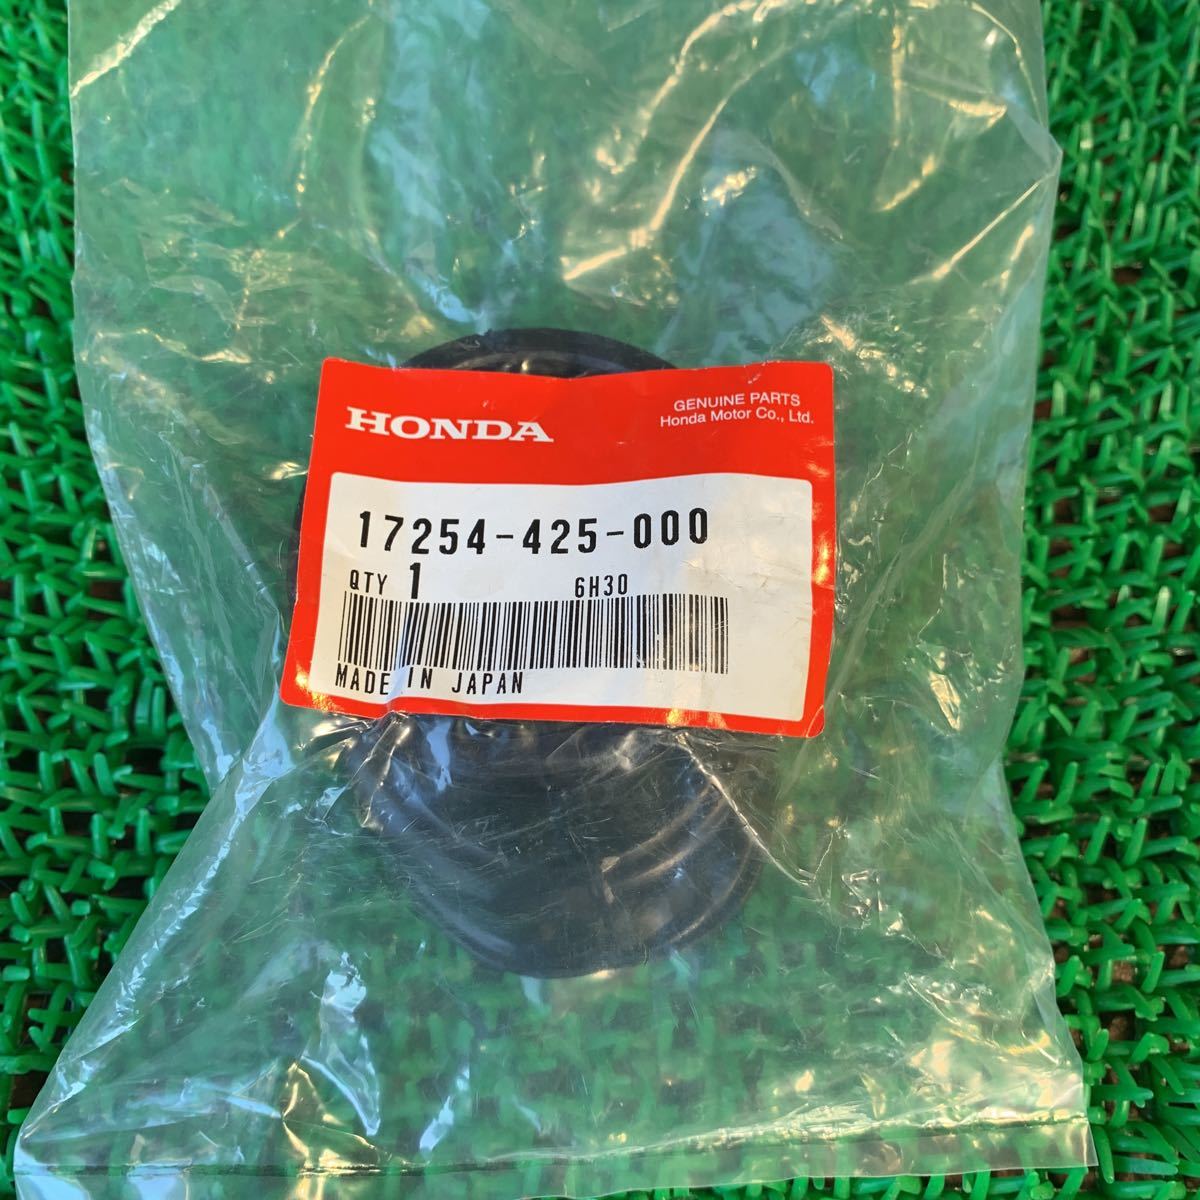 HONDA
GENUINE PARTS
Honda Motor Co., Ltd.
17254-425-000
QTY 1 6H30
MADE IN JAPAN